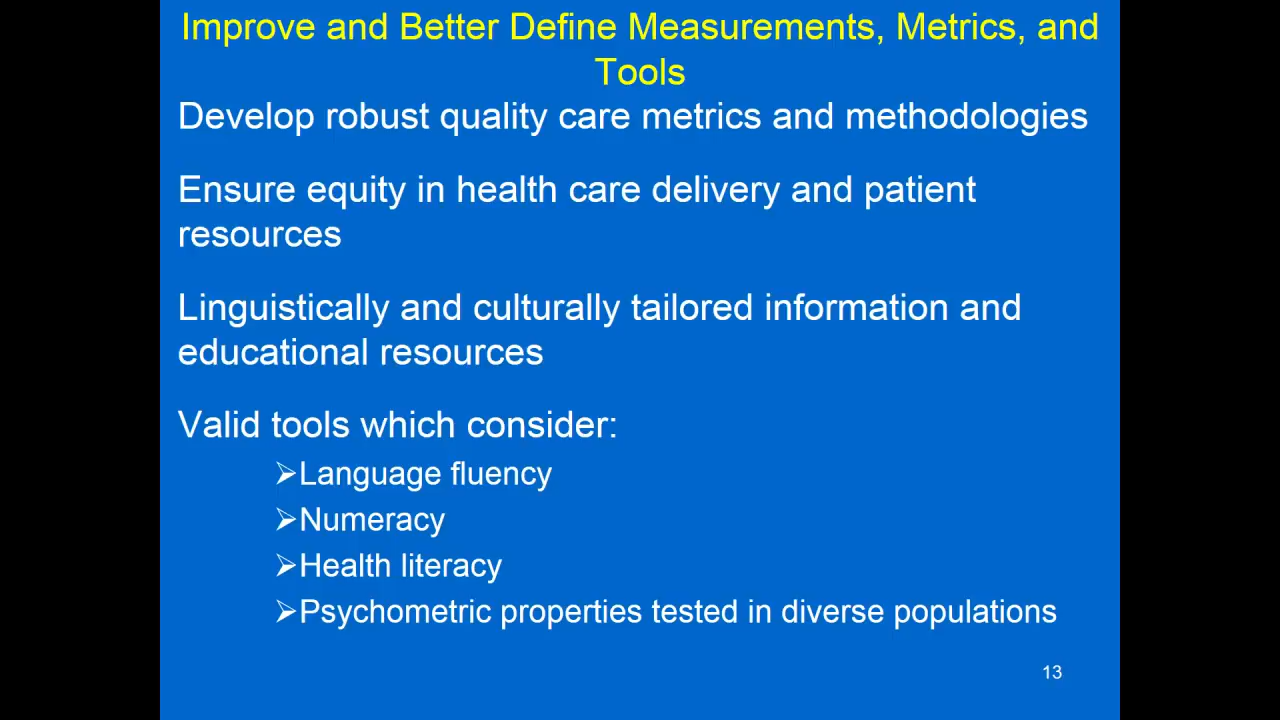 Improve and Better Define Measurements, Metrics, and
Tools
Develop robust quality care metrics and methodologies
Ensure equity in health care delivery and patient
resources
Linguistically and culturally tailored information and
educational resources
Valid tools which consider:
➢Language fluency
➢Numeracy
➢Health literacy
➢Psychometric properties tested in diverse populations
13